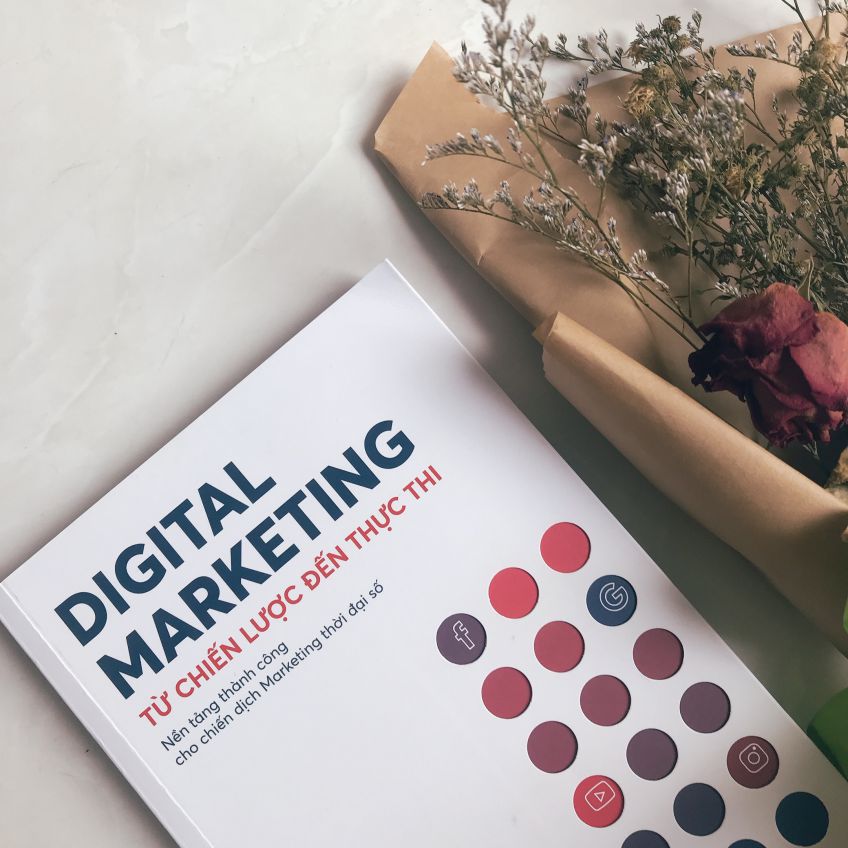 DIGITAL
MARKETING
TỪ CHIẾN LƯỢC ĐẾN THỰC THI
Nền tảng thành công
cho chiến dịch Marketing thời đại số